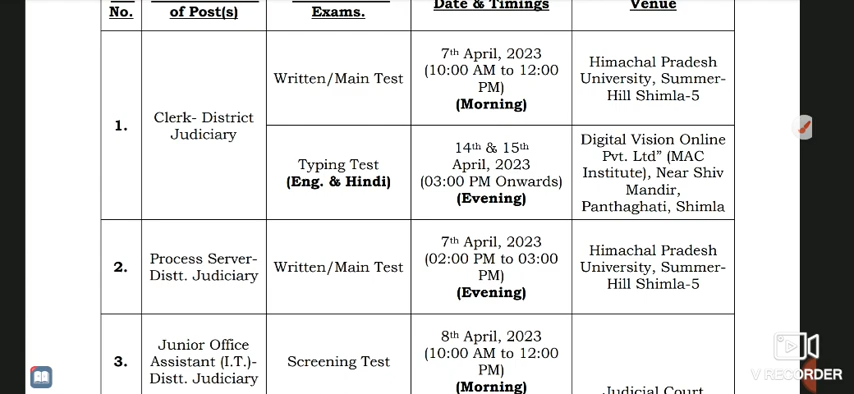 No.
of Post(s)
Exams.
Date & Timings
Venue
1.
Clerk- District
Judiciary
Written/Main Test
7th April, 2023
(10:00 AM to 12:00
PM)
(Morning)
Himachal Pradesh
University, Summer-
Hill Shimla-5
Typing Test
(Eng. & Hindi)
14th & 15th
April, 2023
(03:00 PM Onwards)
(Evening)
Digital Vision Online
Pvt. Ltd” (MAC
Institute), Near Shiv
Mandir,
Panthaghati, Shimla
2.
Process Server-
Distt. Judiciary
Written/Main Test
7th April, 2023
(02:00 PM to 03:00
PM)
(Evening)
Himachal Pradesh
University, Summer-
Hill Shimla-5
3.
Junior Office
Assistant (I.T.)-
Distt. Judiciary
Screening Test
8th April, 2023
(10:00 AM to 12:00
PM)
(Morning)
Judicial Court
V RECORDER